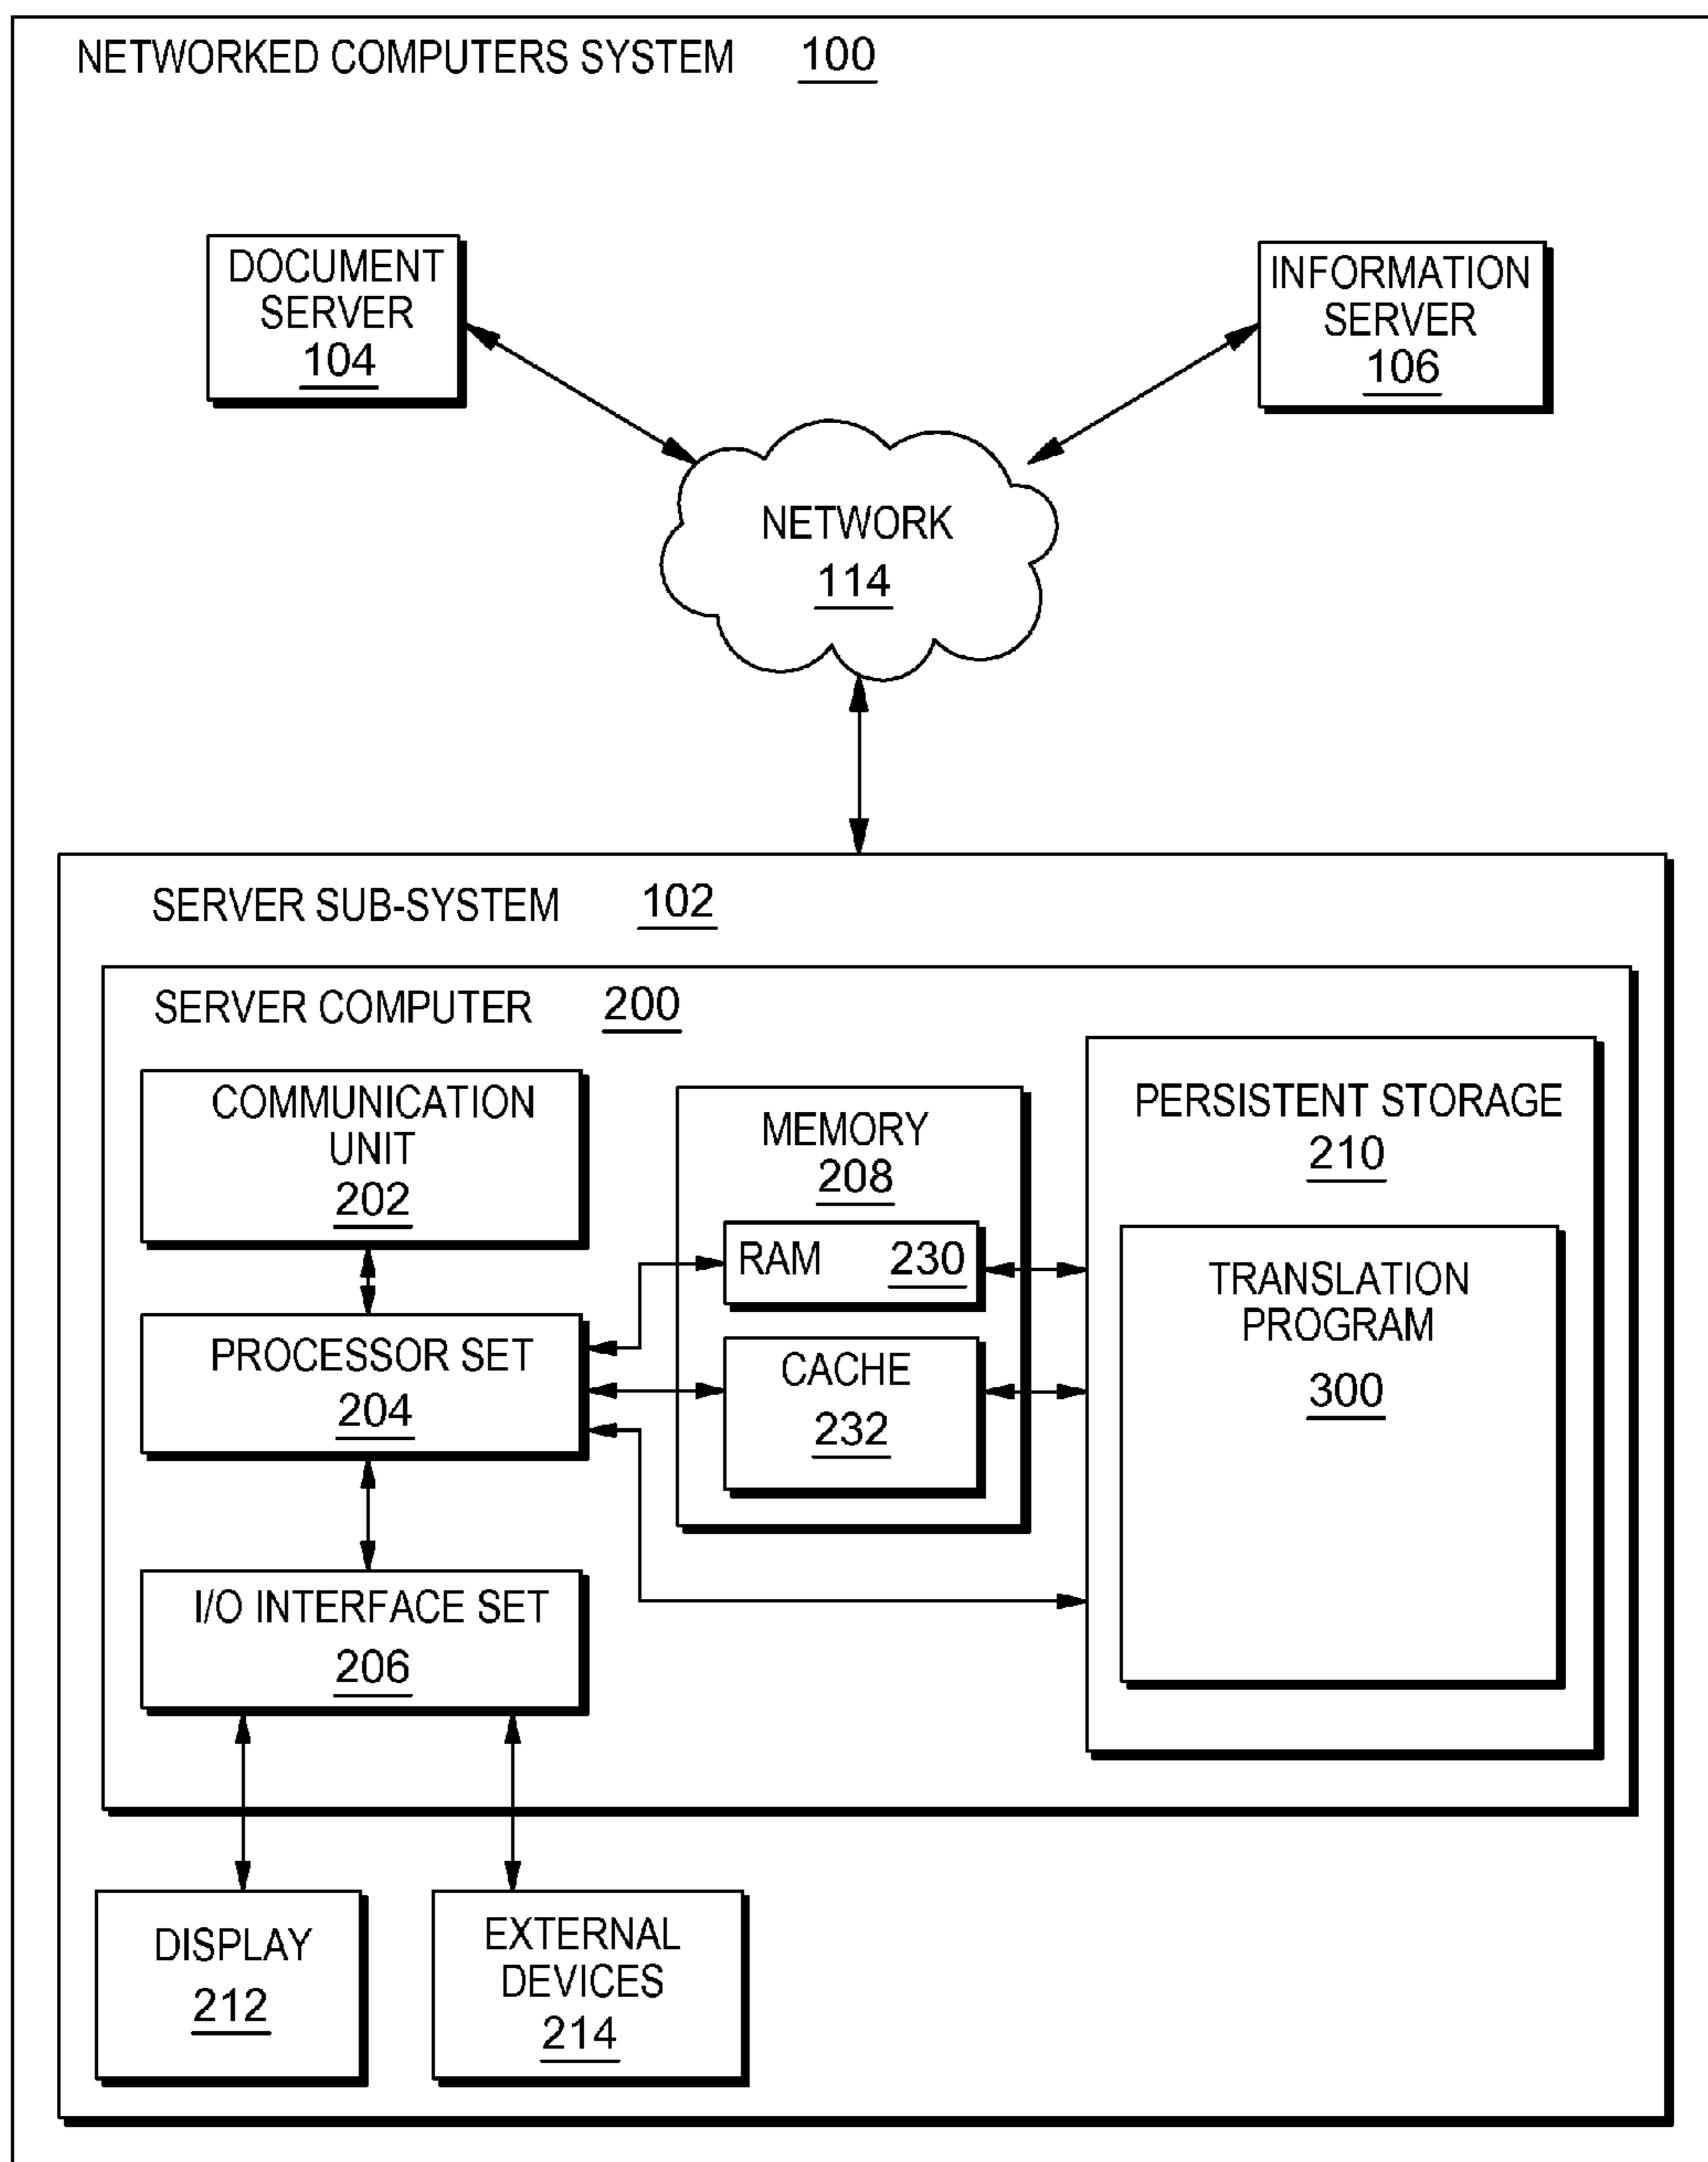 NETWORKED COMPUTERS SYSTEM 100
DOCUMENT
SERVER
104
INFORMATION
SERVER
106
NETWORK
114
SERVER SUB-SYSTEM 102
SERVER COMPUTER 200
COMMUNICATION
UNIT
202
PROCESSOR SET
204
I/O INTERFACE SET
206
MEMORY
208
RAM 230
CACHE
232
PERSISTENT STORAGE
210
TRANSLATION
PROGRAM
300
DISPLAY
212
EXTERNAL
DEVICES
214